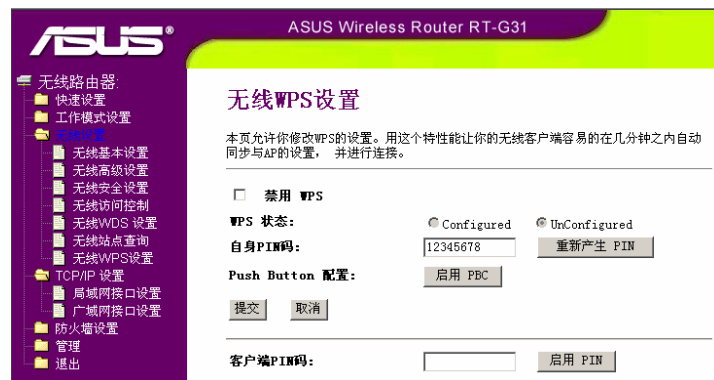 ASUS®
ASUS Wireless Router RT-G31
无线路由器:
快速设置
工作模式设置
无线设置
无线基本设置
无线高级设置
无线安全设置
无线访问控制
无线WDS 设置
无线站点查询
无线WPS设置
TCP/IP 设置
局域网接口设置
广域网接口设置
防火墙设置
管理
退出
无线WPS设置
本页允许你修改WPS的设置。用这个特性能让你的无线客户端容易的在几分钟之内自动
同步与AP的设置， 并进行连接。
禁用 WPS
WPS 状态: Configured UnConfigured
自身PIN码: 12345678 重新产生 PIN
Push Button 配置: 启用 PBC
提交 取消
客户端PIN码: 启用 PIN